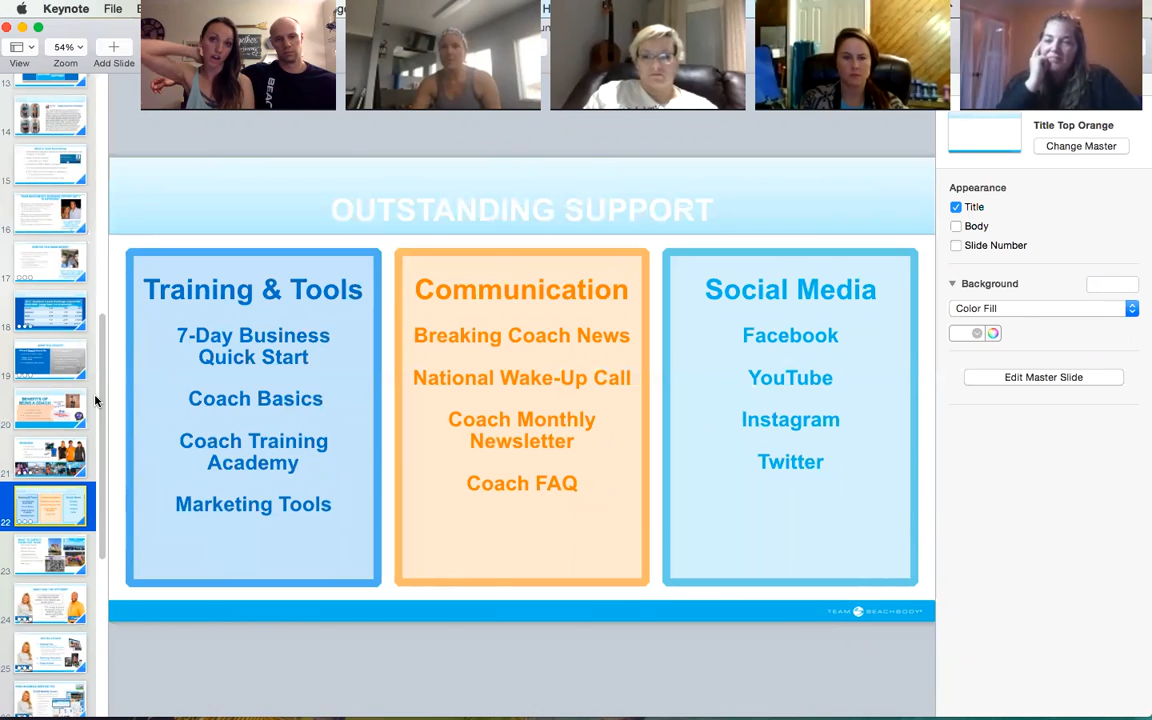 Keynote File
54%
View Zoom Add Slide
13
14
15
16
17
18
19
20
21
22
23
24
25
OUTSTANDING SUPPORT
Training & Tools
7-Day Business
Quick Start
Coach Basics
Coach Training
Academy
Marketing Tools
Communication
Breaking Coach News
National Wake-Up Call
Coach Monthly
Newsletter
Coach FAQ
Social Media
Facebook
YouTube
Instagram
Twitter
TEAM BEACHBODY
Title Top Orange
Change Master
Appearance
Title
Body
Slide Number
Background
Color Fill
Edit Master Slide